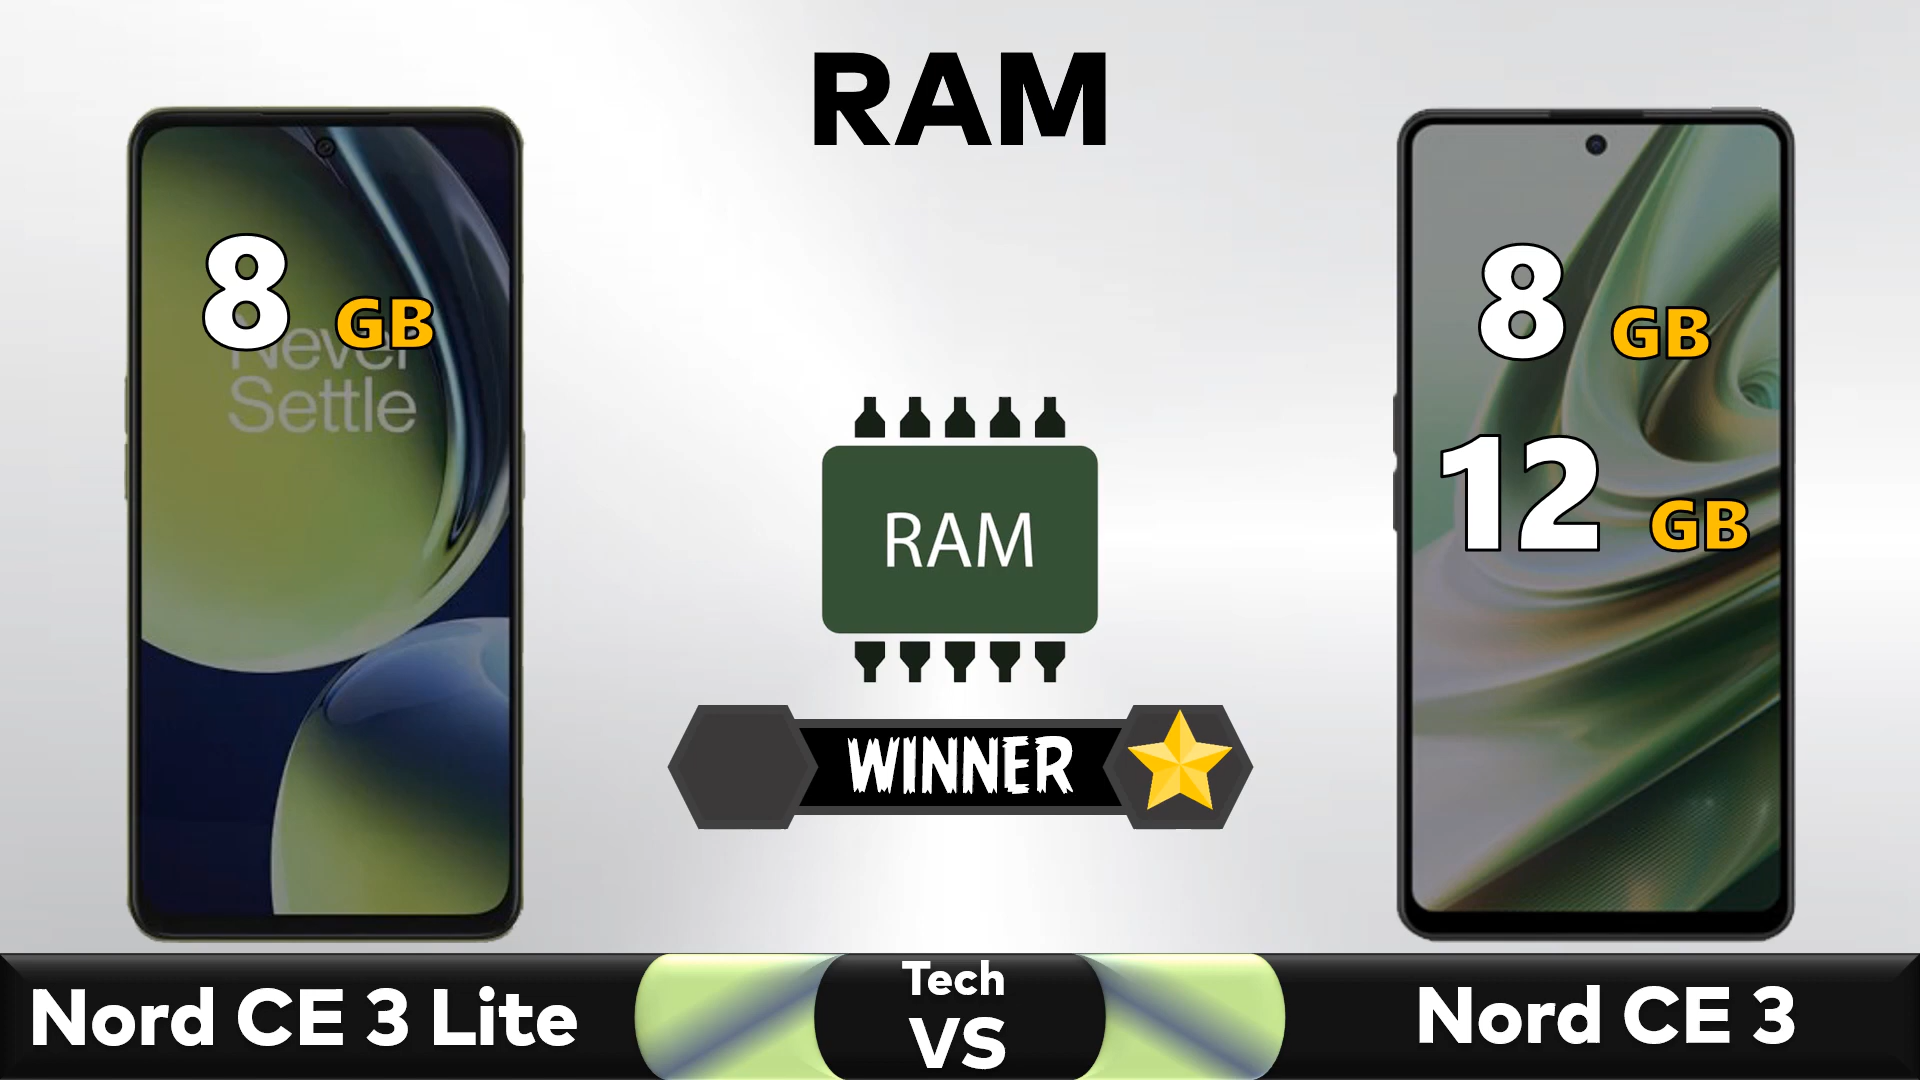 RAM
8 GB
Never
Settle
8 GB
12 GB
RAM
WINNER
Nord CE 3 Lite
Tech
VS
Nord CE 3